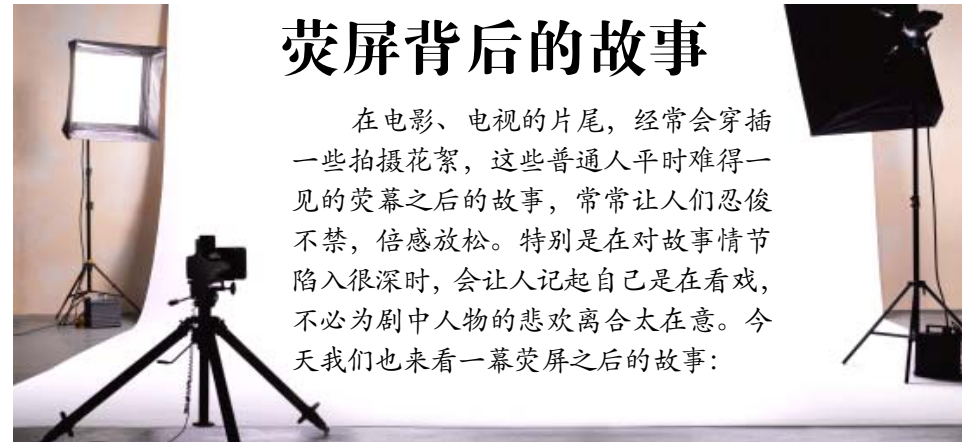 荧屏背后的故事
在电影、电视的片尾，经常会穿插
一些拍摄花絮，这些普通人平时难得一
见的荧幕之后的故事，常常让人们忍俊
不禁，倍感放松。特别是在对故事情节
陷入很深时，会让人记起自己是在看戏，
不必为剧中人物的悲欢离合太在意。今
天我们也来看一幕荧屏之后的故事：